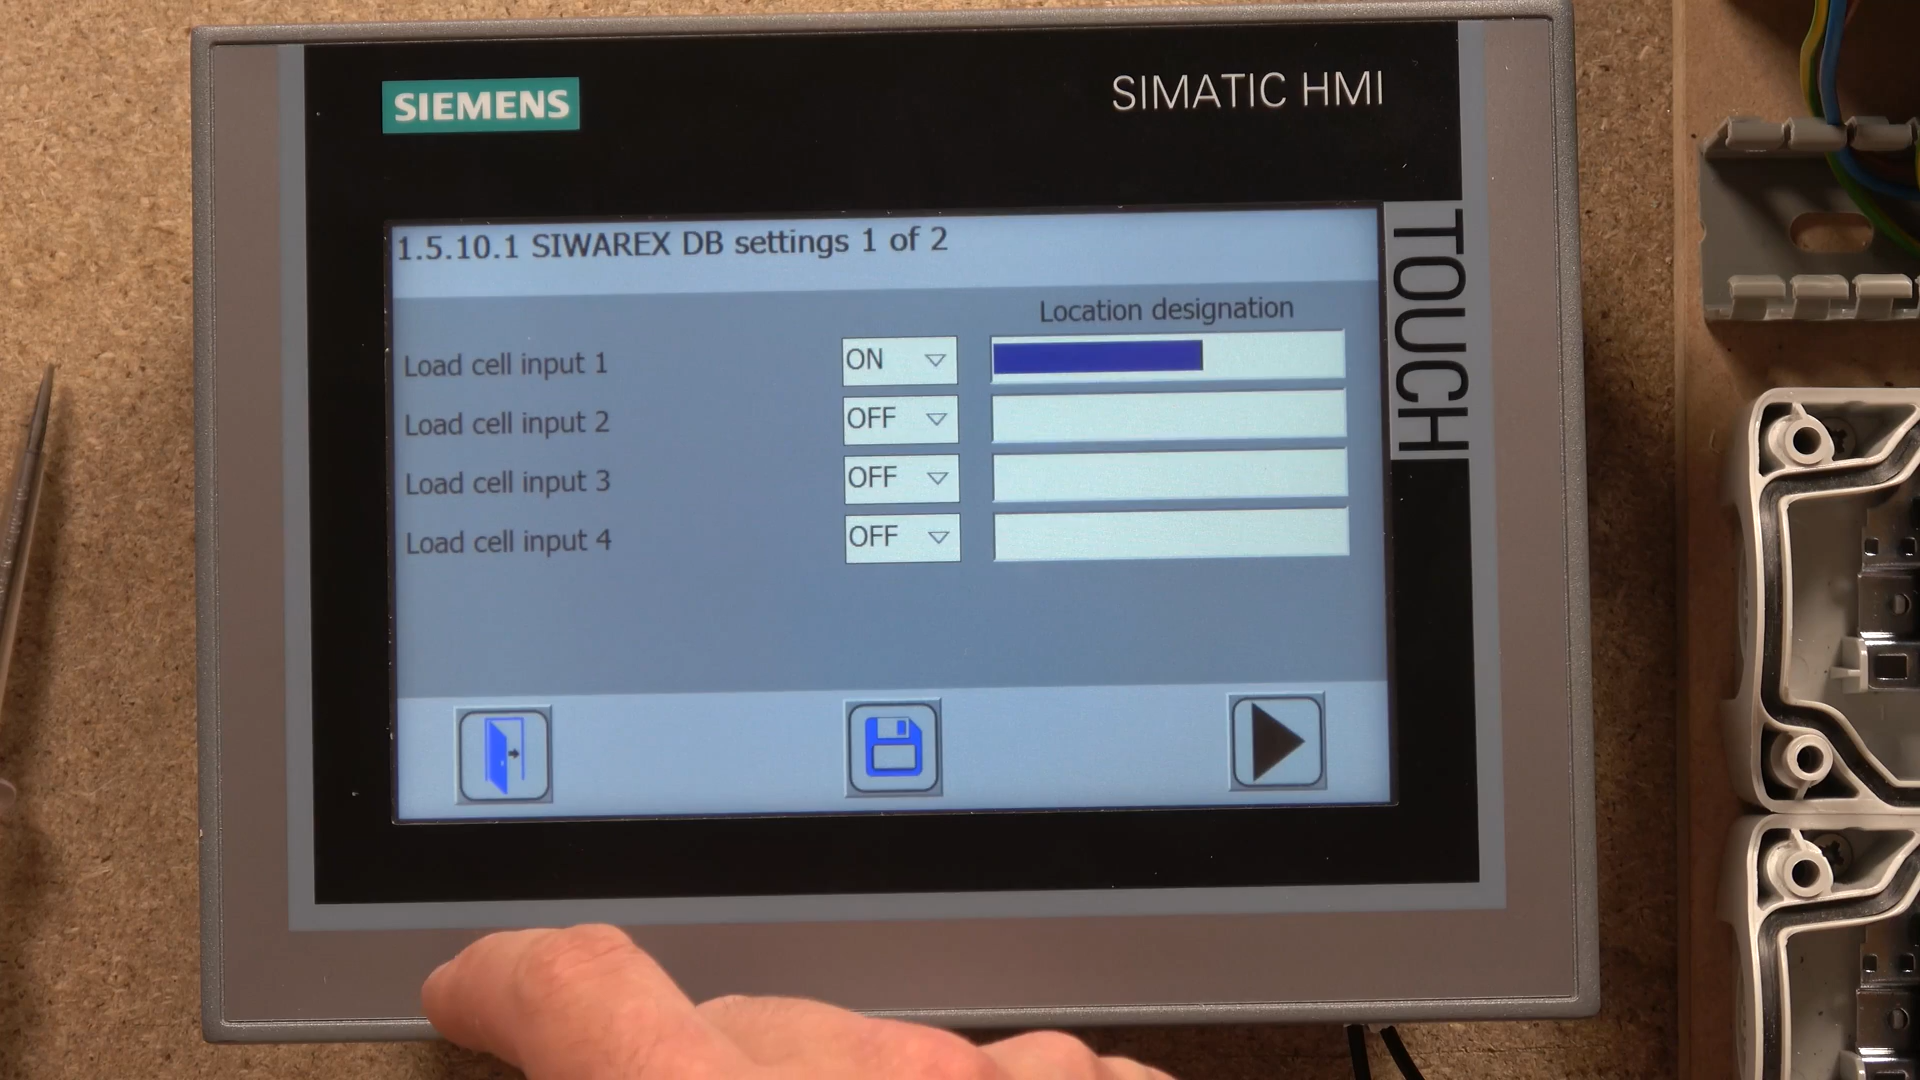 SIEMENS
SIMATIC HMI
TOUCH
1.5.10.1 SIWAREX DB settings 1 of 2
Location designation
Load cell input 1 ON
Load cell input 2 OFF
Load cell input 3 OFF
Load cell input 4 OFF